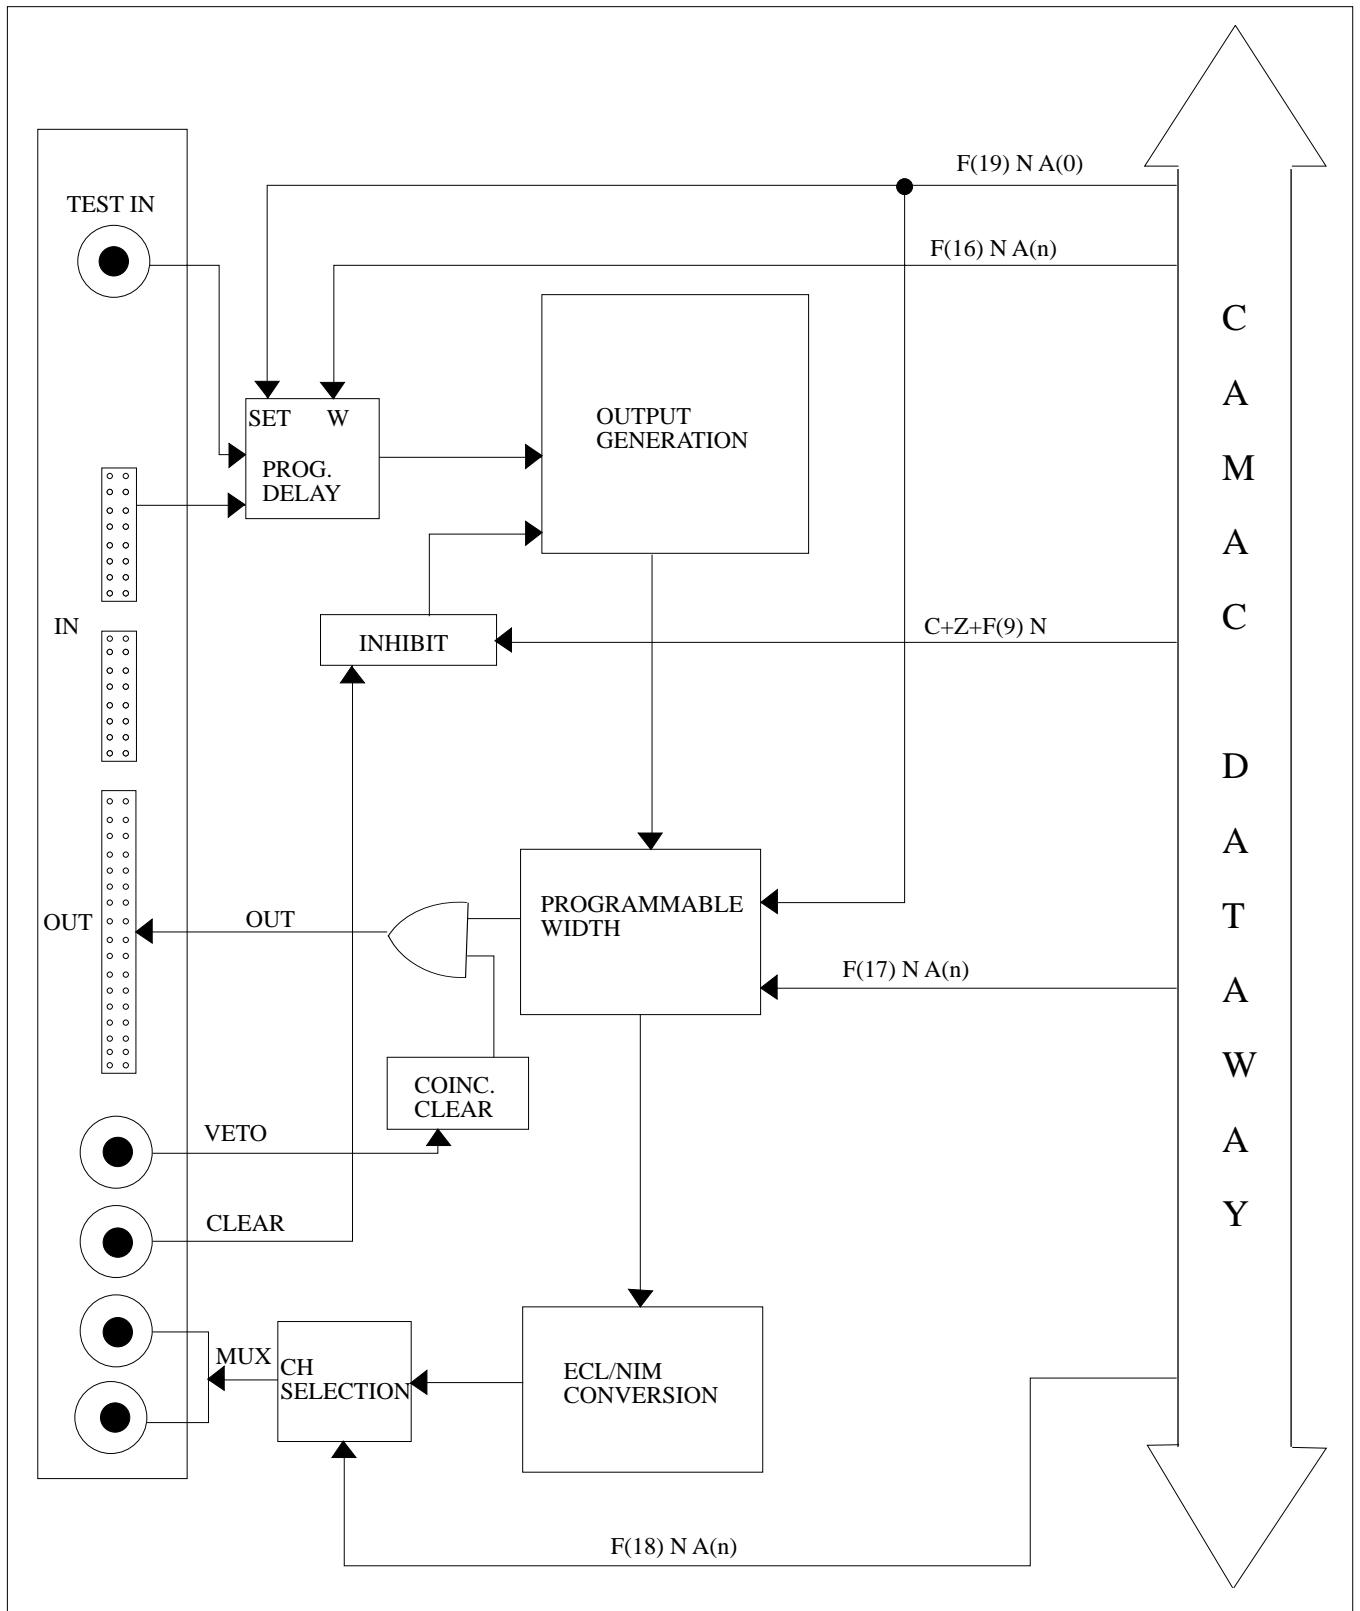 F(19) N A(0)
TEST IN
F(16) N A(n)
SET W
PROG.
DELAY
OUTPUT
GENERATION
IN
INHIBIT
C+Z+F(9) N
PROGRAMMABLE
WIDTH
OUT
OUT
F(17) N A(n)
COINC.
CLEAR
VETO
CLEAR
MUX
CH
SELECTION
ECL/NIM
CONVERSION
F(18) N A(n)
C
A
M
A
C
D
A
T
A
W
A
Y